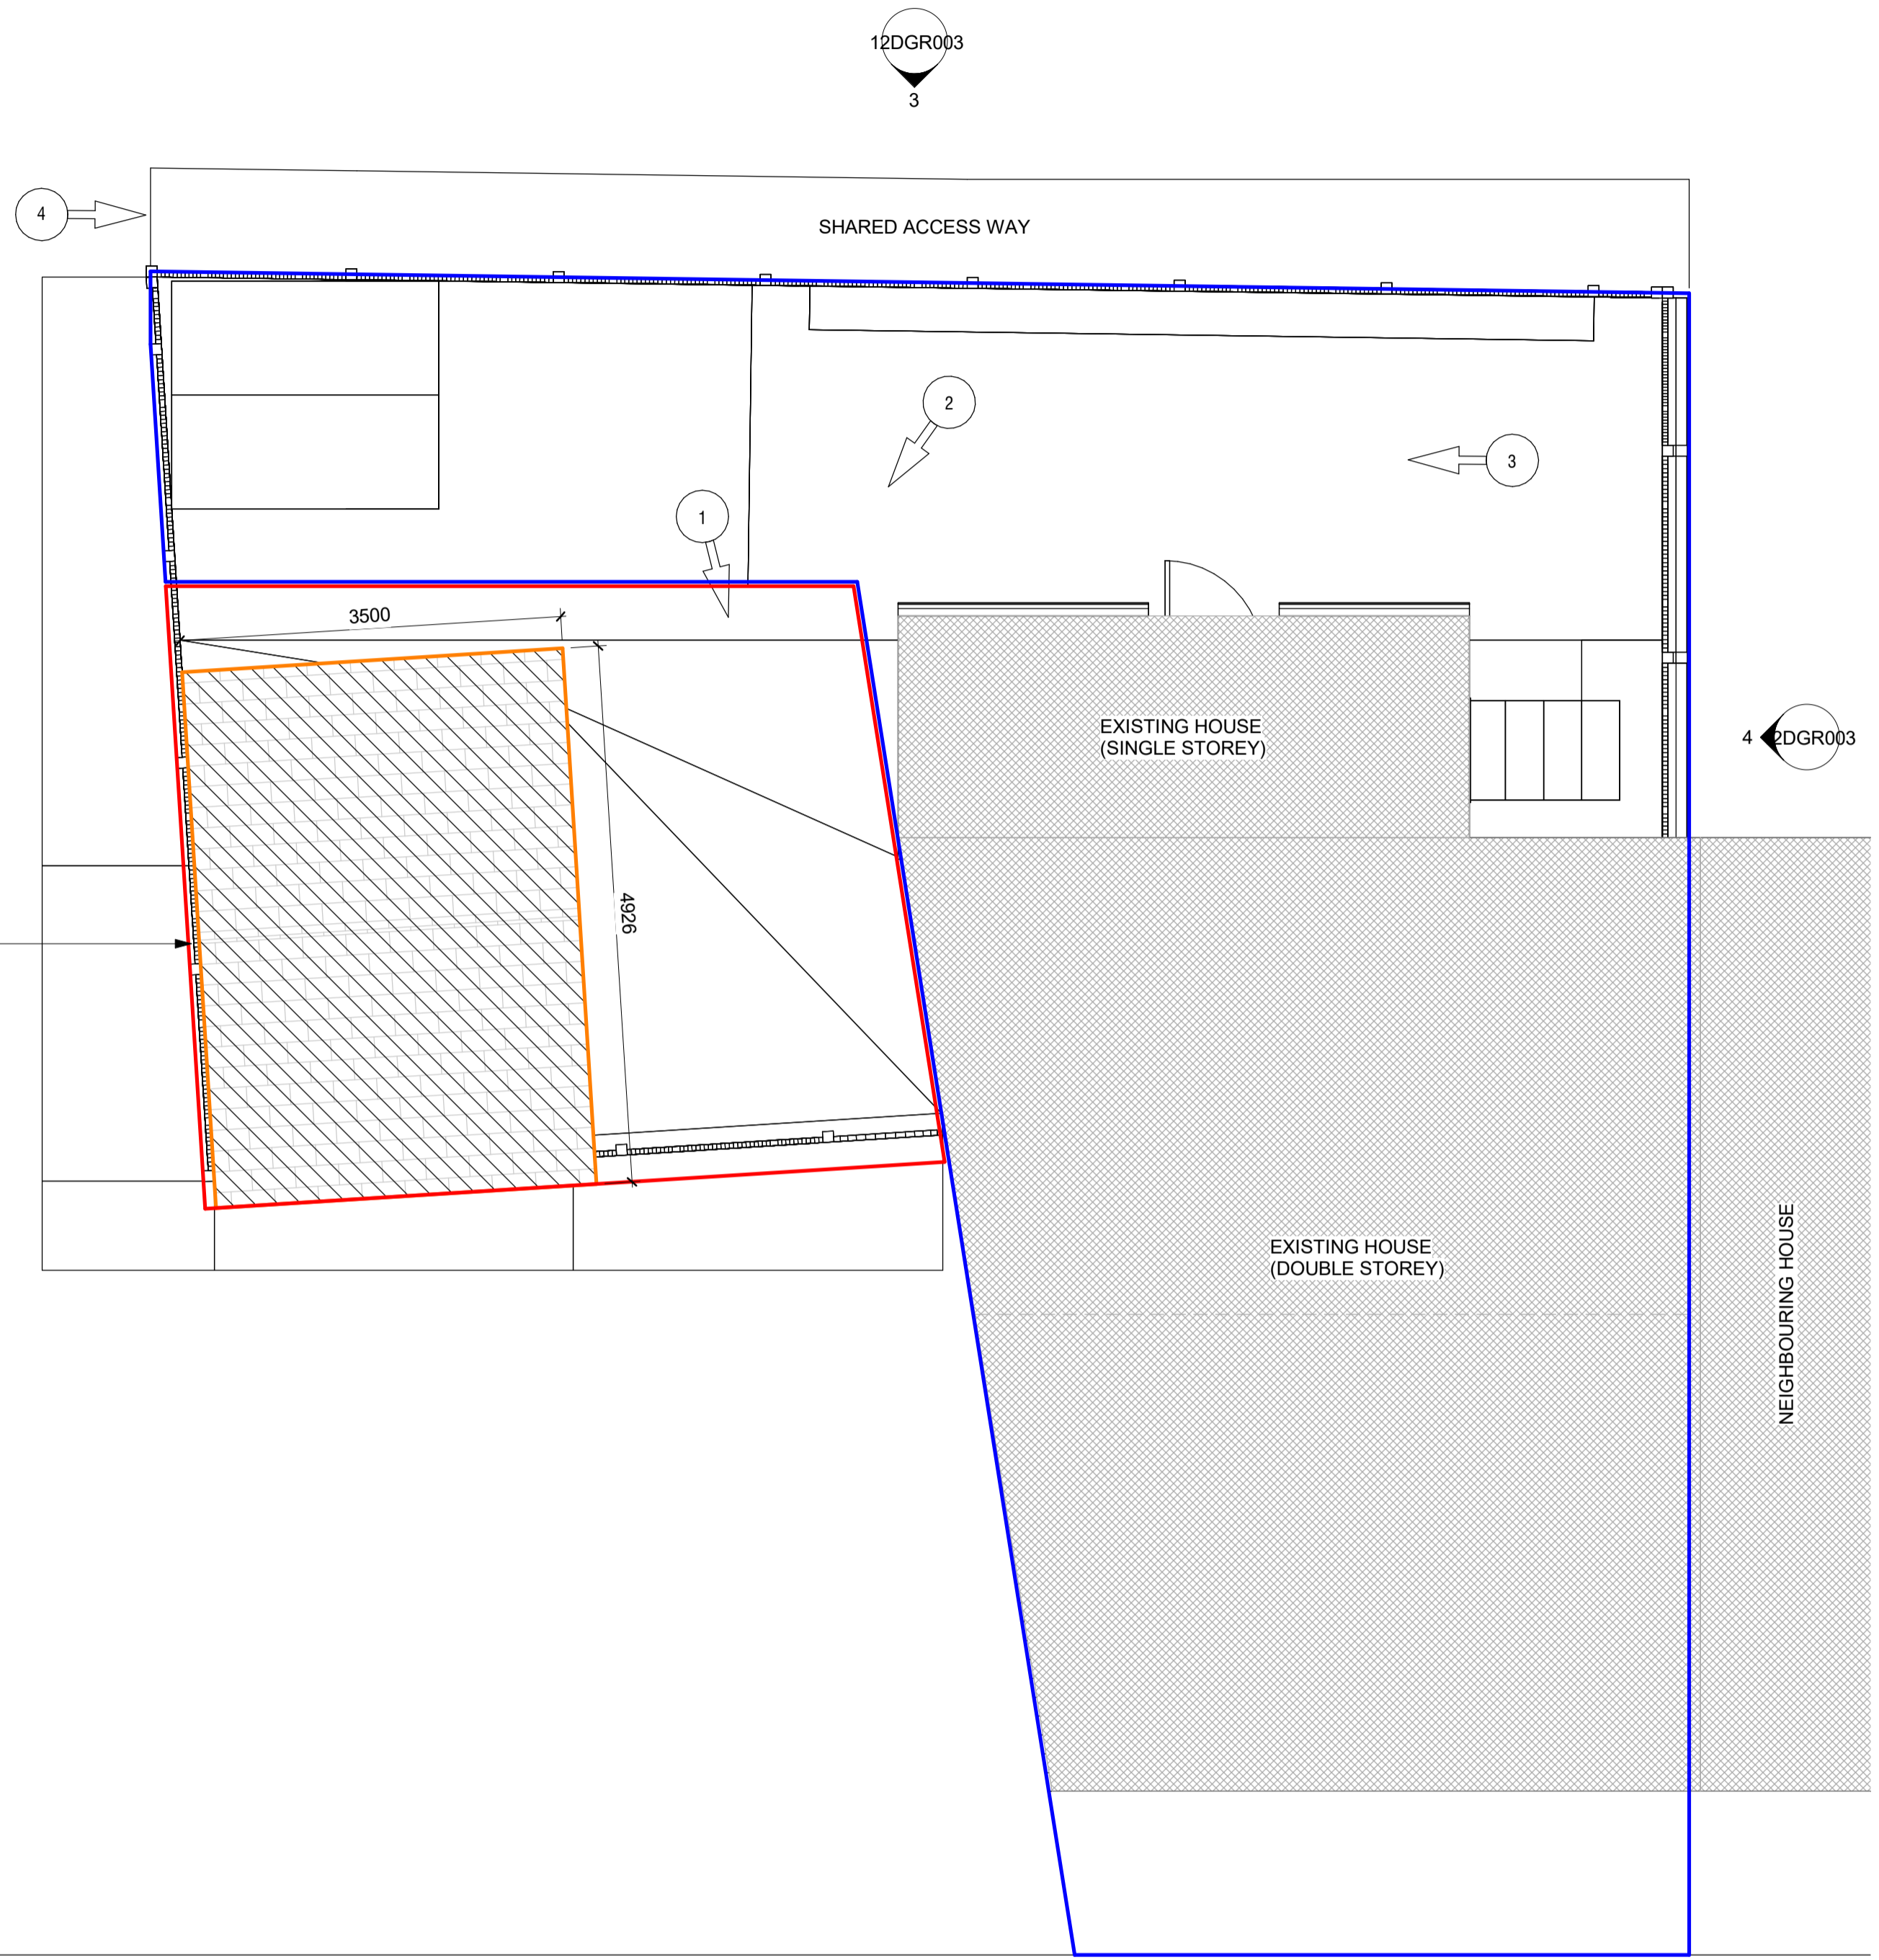 12DGR003
3
4
SHARED ACCESS WAY
2
3
1
3500
EXISTING HOUSE
(SINGLE STOREY)
4
2DGR003
4926
EXISTING HOUSE
(DOUBLE STOREY)
NEIGHBOURING HOUSE